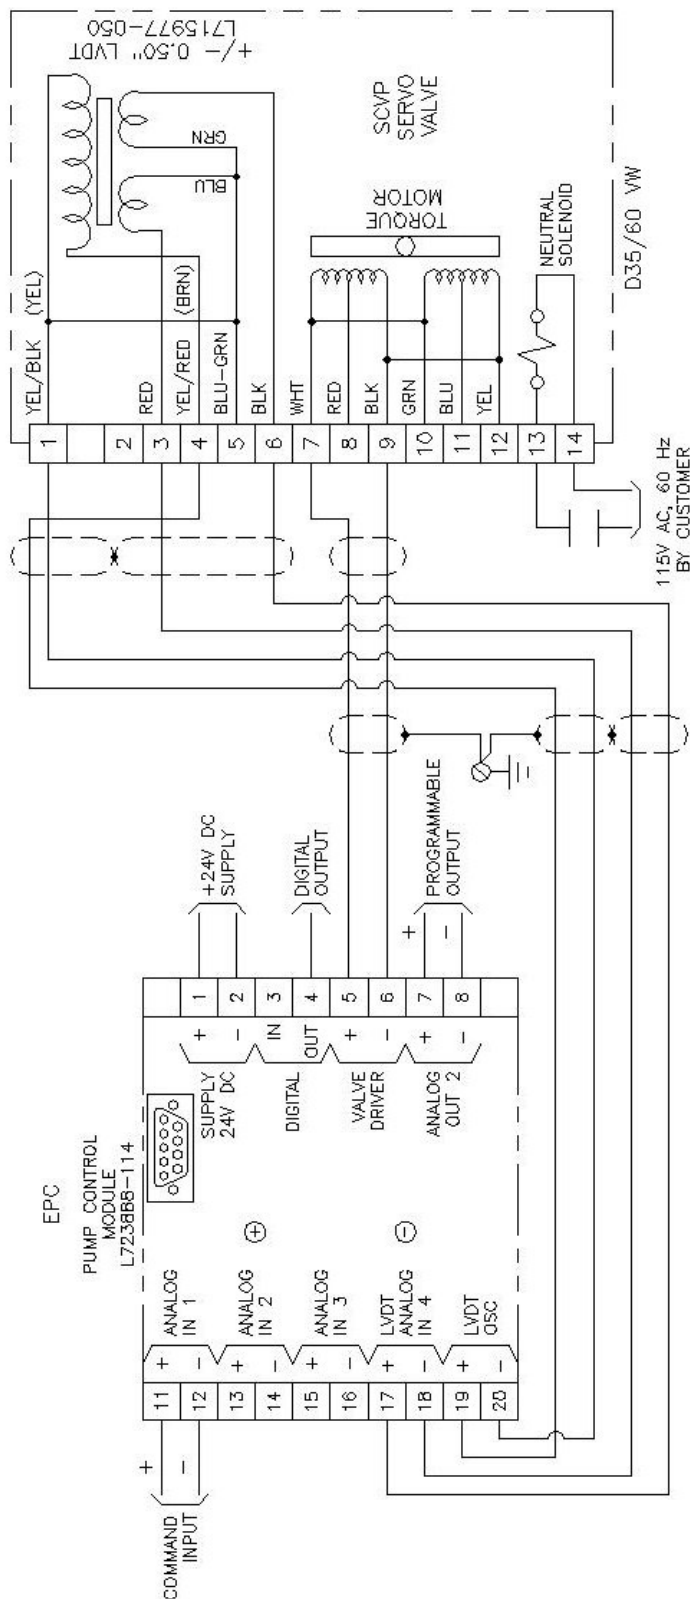 L715977-050
+/- 0.50" LVDT
GRN
BLU
SCVP
SERVO
VALVE
TORQUE
MOTOR
NEUTRAL
SOLENOID
D35/60 VW
YEL/BLK
(YEL)
RED
YEL/RED
(BRN)
BLU-GRN
BLK
WHT
RED
BLK
GRN
BLU
YEL
1
2
3
4
5
6
7
8
9
10
11
12
13
14
115V AC, 60 Hz
BY CUSTOMER
+24V DC
SUPPLY
DIGITAL
OUTPUT
PROGRAMMABLE
OUTPUT
+
-
1
2
3
4
5
6
7
8
+
-
IN
OUT
+
-
+
-
SUPPLY
24V DC
DIGITAL
VALVE
DRIVER
ANALOG
OUT 2
EPC
PUMP CONTROL
MODULE
L723888-114
+
-
ANALOG
IN 1
ANALOG
IN 2
ANALOG
IN 3
LVDT
ANALOG
IN 4
LVDT
OSC
+
-
+
-
+
-
+
-
+
-
11
12
13
14
15
16
17
18
19
20
+
-
COMMAND
INPUT